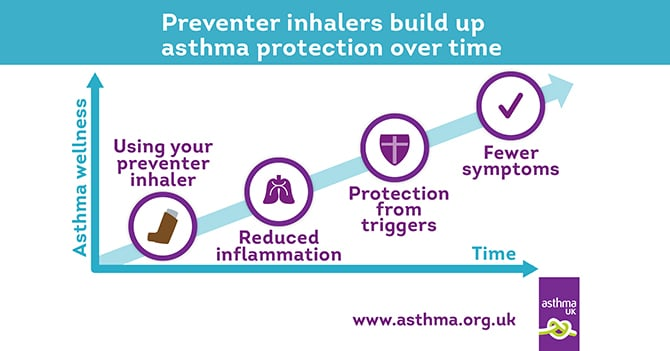 Preventer inhalers build up
asthma protection over time
Asthma wellness
Using your
preventer
inhaler
Reduced
inflammation
Protection
from
triggers
Fewer
symptoms
Time
www.asthma.org.uk
asthma
UK